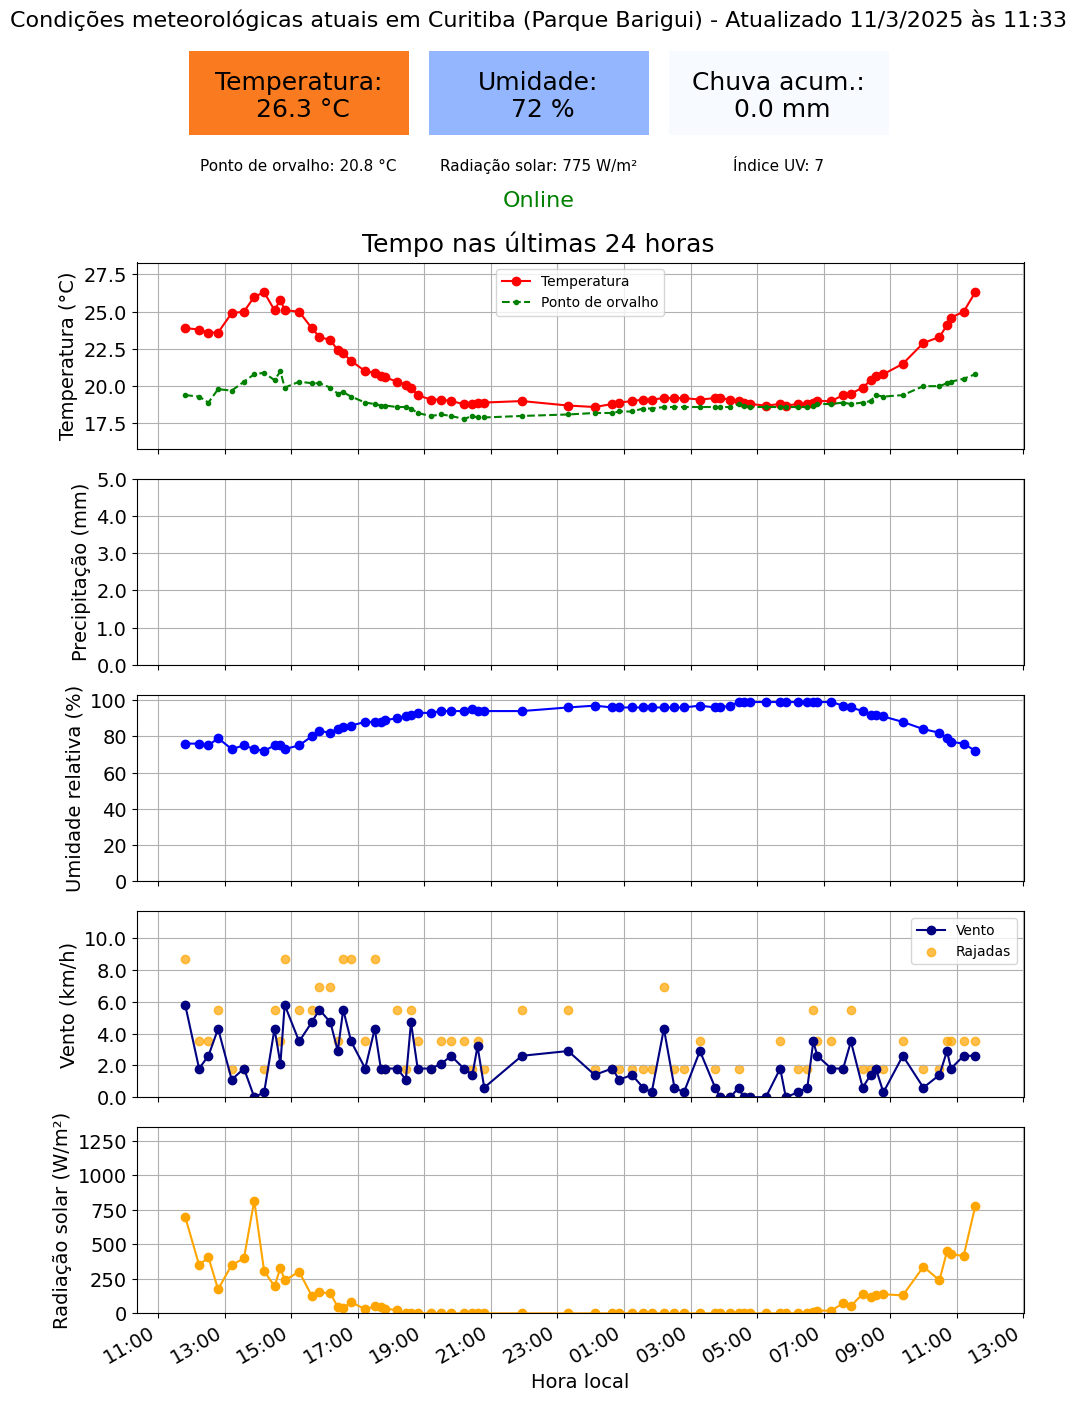 Condições meteorológicas atuais em Curitiba (Parque Barigui) - Atualizado 11/3/2025 às 11:33
Temperatura:
26.3 °C
Umidade:
72 %
Chuva acum.:
0.0 mm
Ponto de orvalho: 20.8 °C
Radiação solar: 775 W/m²
Índice UV: 7
Online
Tempo nas últimas 24 horas
Temperatura (°C)
27.5
25.0
22.5
20.0
17.5
Temperatura
Ponto de orvalho
Precipitação (mm)
5.0
4.0
3.0
2.0
1.0
0.0
Umidade relativa (%)
100
80
60
40
20
0
Vento (km/h)
10.0
8.0
6.0
4.0
2.0
0.0
Vento
Rajadas
Radiação solar (W/m²)
1250
1000
750
500
250
0
11:00
13:00
15:00
17:00
19:00
21:00
23:00
01:00
03:00
05:00
07:00
09:00
11:00
13:00
Hora local